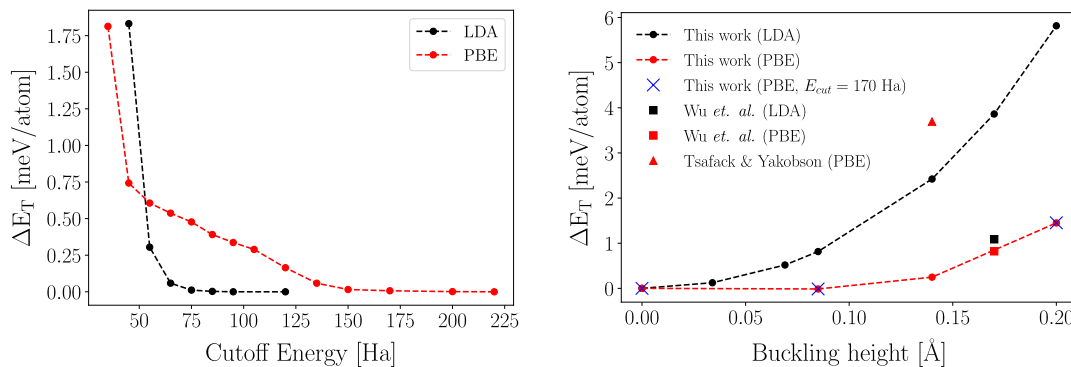 ΔE_T [meV/atom]
1.75
1.50
1.25
1.00
0.75
0.50
0.25
0.00
50
75
100
125
150
175
200
220
Cutoff Energy [Ha]
LDA
PBE
ΔE_T [meV/atom]
6
5
4
3
2
1
0
0.00
0.05
0.10
0.15
0.20
Buckling height [Å]
This work (LDA)
This work (PBE)
This work (PBE, E_cut = 170 Ha)
Wu et. al. (LDA)
Wu et. al. (PBE)
Tsafack & Yakobson (PBE)